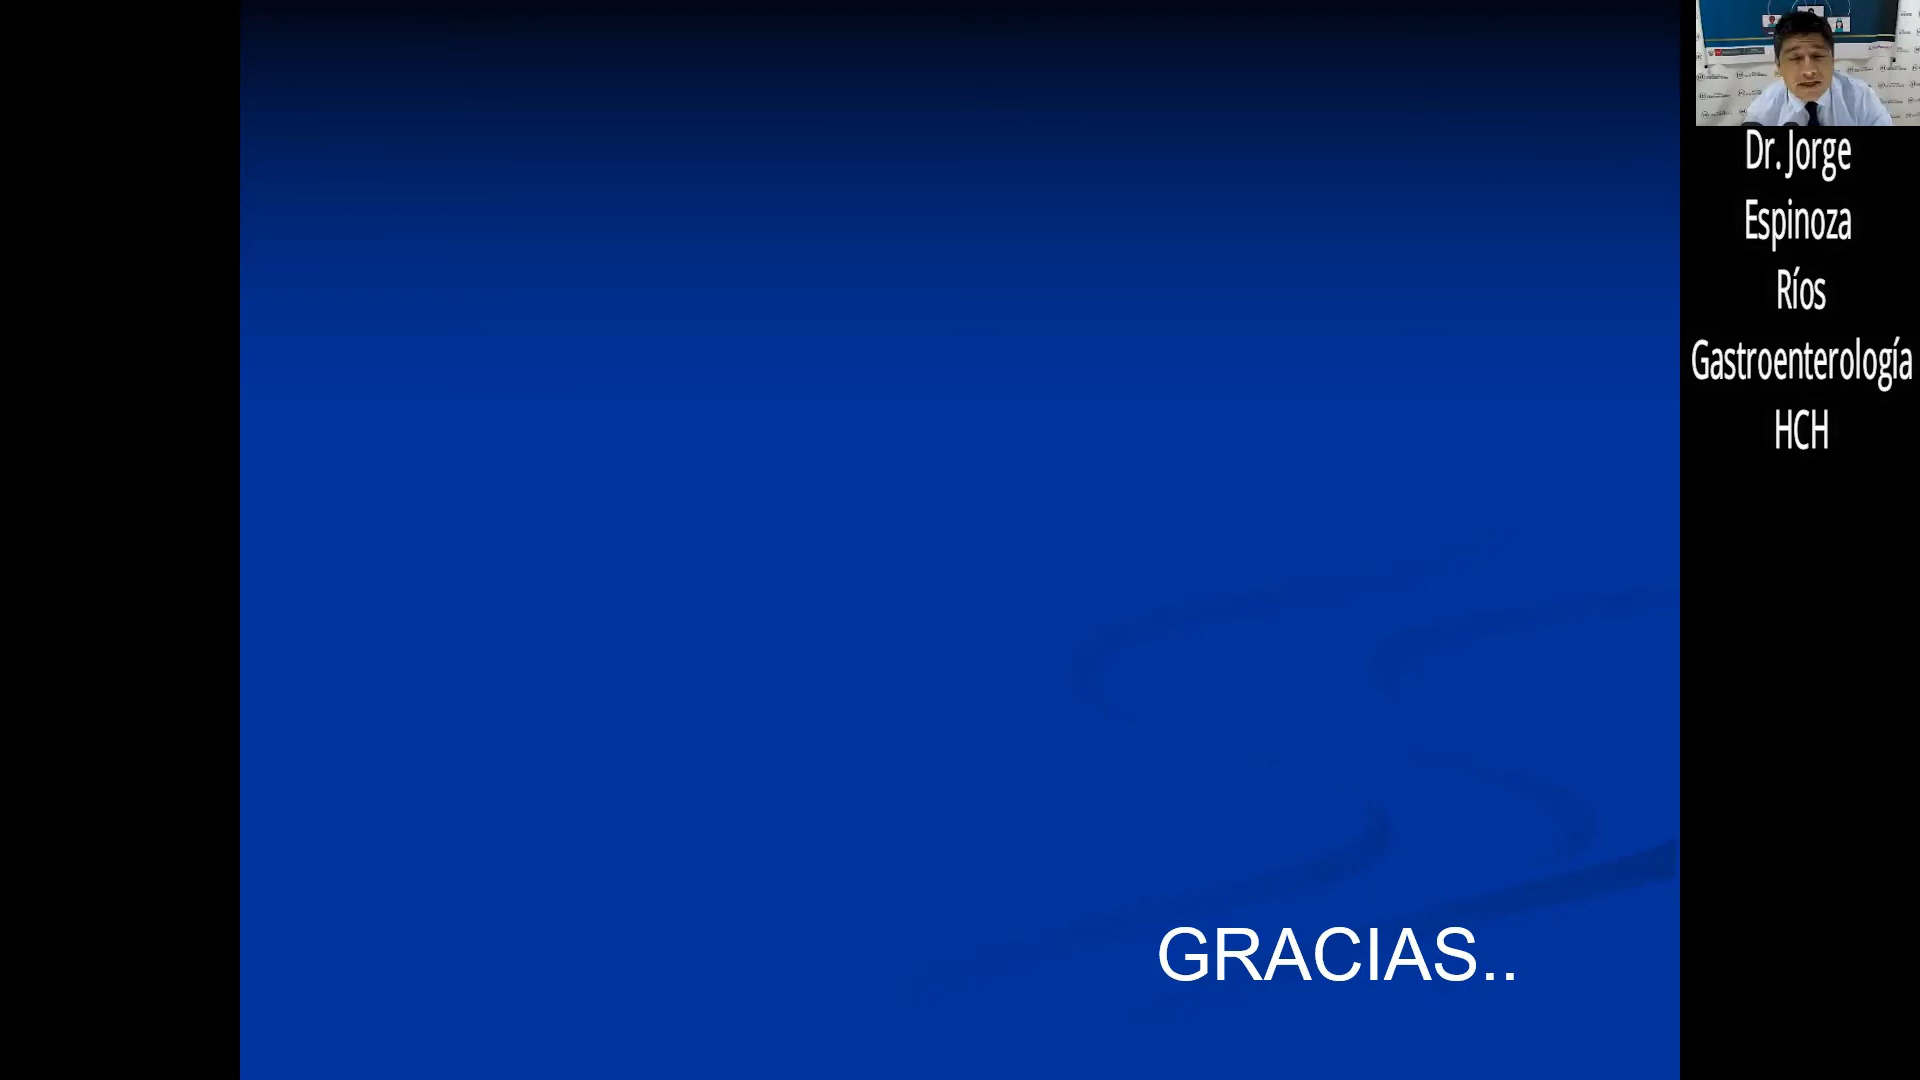 Dr. Jorge
Espinoza
Ríos
Gastroenterología
HCH
GRACIAS..